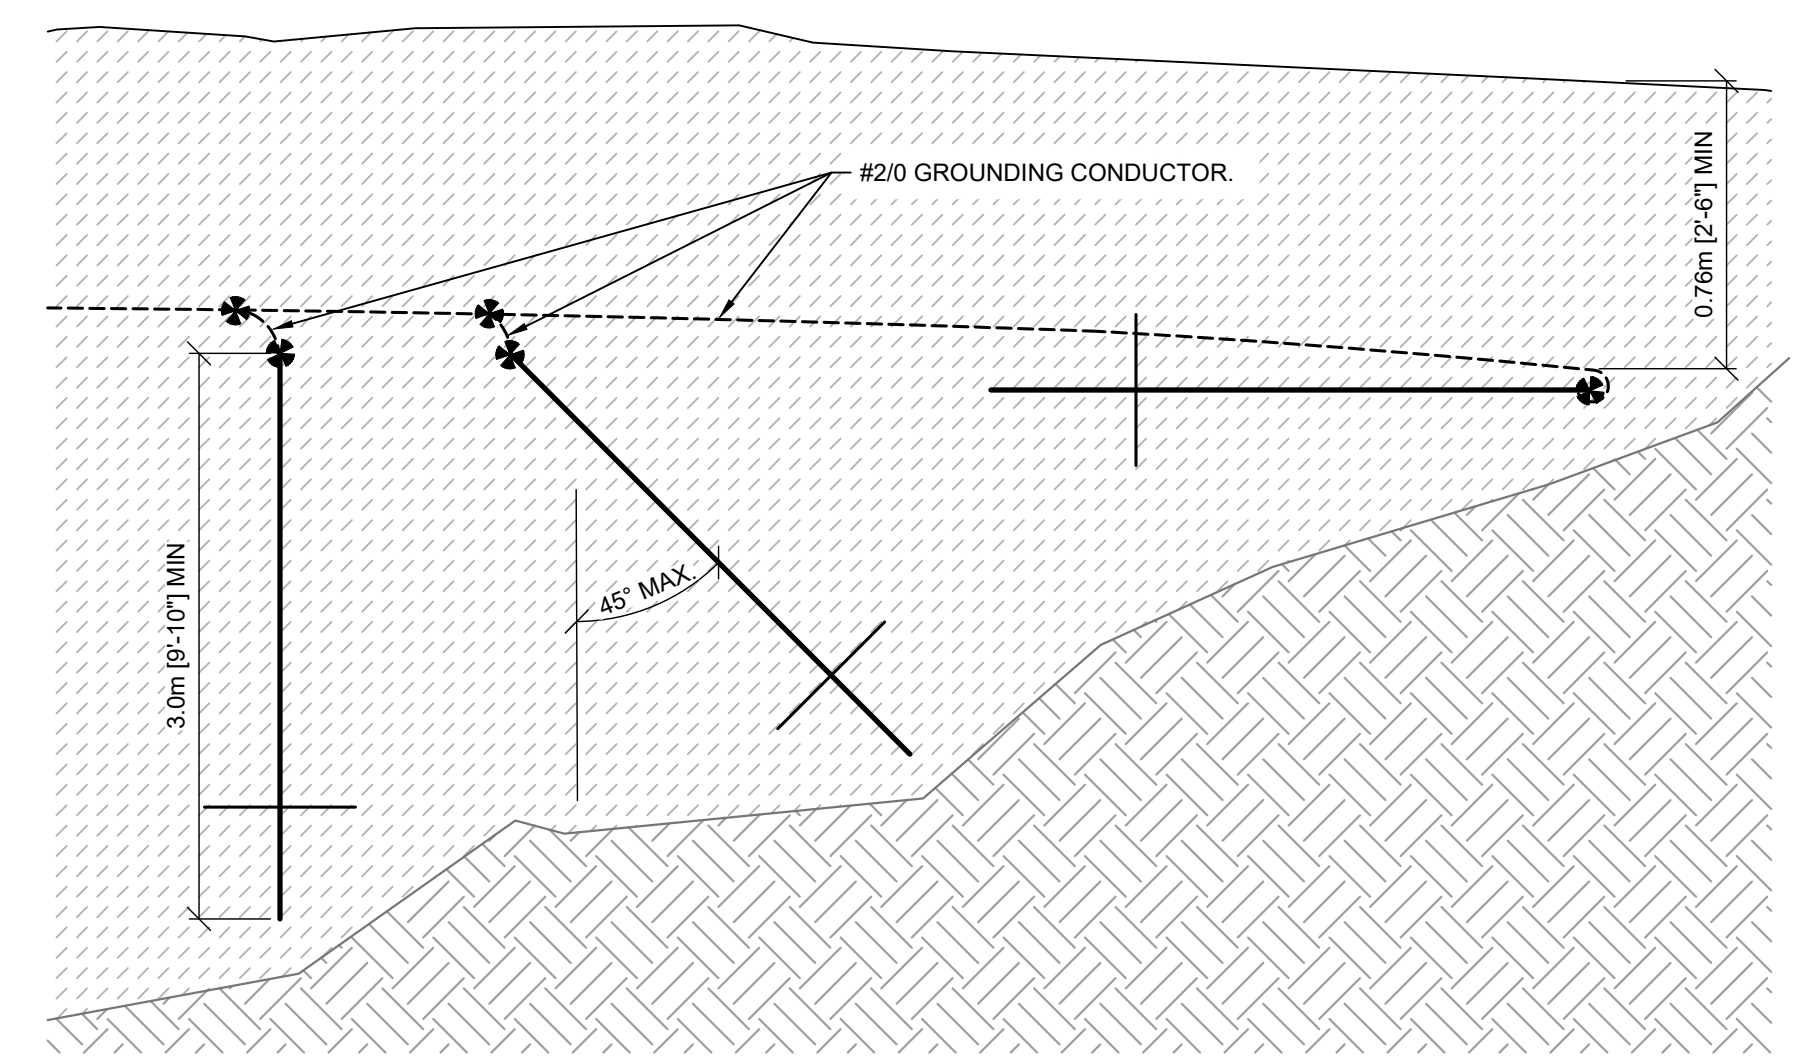 #2/0 GROUNDING CONDUCTOR.
0.76m [2'-6"] MIN
45° MAX.
3.0m [9'-10"] MIN